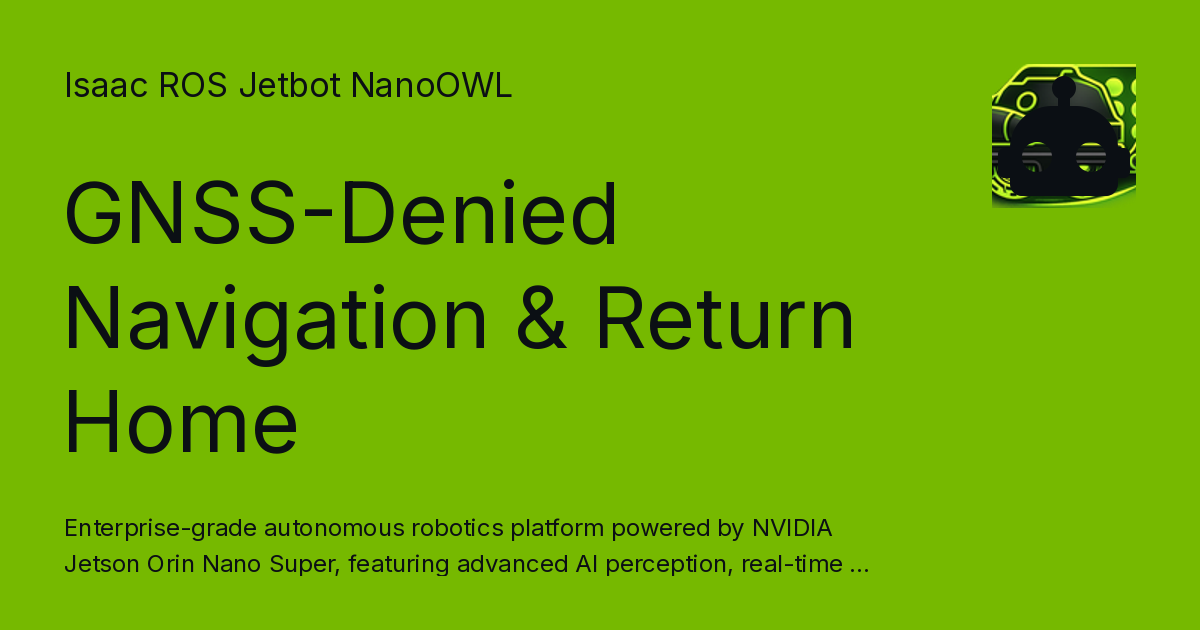 Isaac ROS Jetbot NanoOWL
GNSS-Denied
Navigation & Return
Home
Enterprise-grade autonomous robotics platform powered by NVIDIA
Jetson Orin Nano Super, featuring advanced AI perception, real-time ...